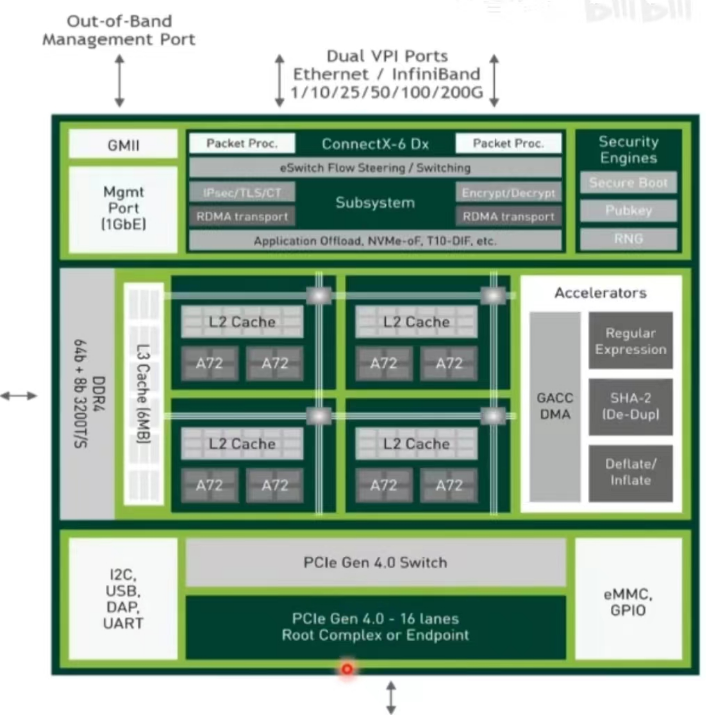 bilibili
Out-of-Band
Management Port
Dual VPI Ports
Ethernet / InfiniBand
1/10/25/50/100/200G
GMII
Mgmt
Port
(1GbE)
Packet Proc.
ConnectX-6 Dx
Packet Proc.
eSwitch Flow Steering / Switching
IPsec/TLS/CT
Subsystem
Encrypt/Decrypt
RDMA transport
RDMA transport
Application Offload, NVMe-oF, T10-DIF, etc.
Security
Engines
Secure Boot
Pubkey
RNG
DDR4
64b + 8b 3200T/S
L3 Cache (6MB)
L2 Cache
A72
A72
L2 Cache
A72
A72
L2 Cache
A72
A72
L2 Cache
A72
A72
Accelerators
GACC
DMA
Regular
Expression
SHA-2
(De-Dup)
Deflate/
Inflate
I2C,
USB,
DAP,
UART
PCIe Gen 4.0 Switch
PCIe Gen 4.0 - 16 lanes
Root Complex or Endpoint
eMMC,
GPIO